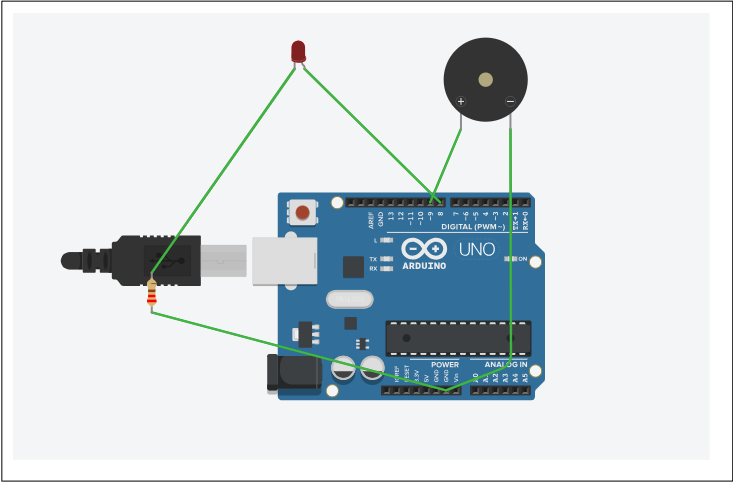 + −
AREF
GND
13
12
~11
~10
~9
8
7
~6
~5
4
~3
2
TX→1
RX←0
DIGITAL (PWM~)
L
TX
RX
ARDUINO
UNO
ON
POWER
ANALOG IN
IOREF
RESET
3.3V
5V
GND
GND
Vin
A0
A1
A2
A3
A4
A5